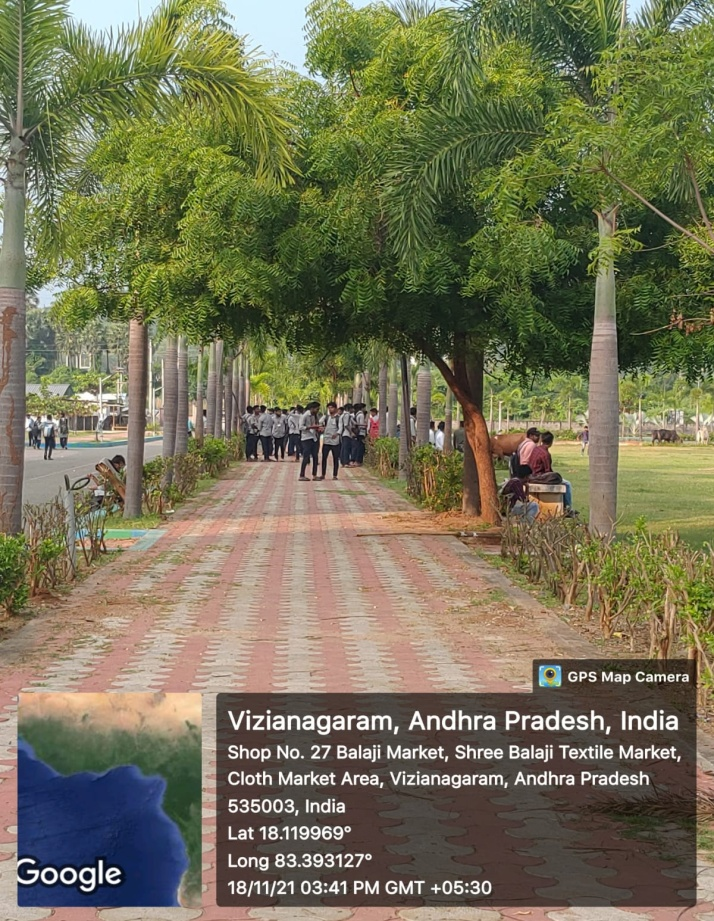 GPS Map Camera
Vizianagaram, Andhra Pradesh, India
Shop No. 27 Balaji Market, Shree Balaji Textile Market,
Cloth Market Area, Vizianagaram, Andhra Pradesh
535003, India
Lat 18.119969°
Long 83.393127°
18/11/21 03:41 PM GMT +05:30
Google